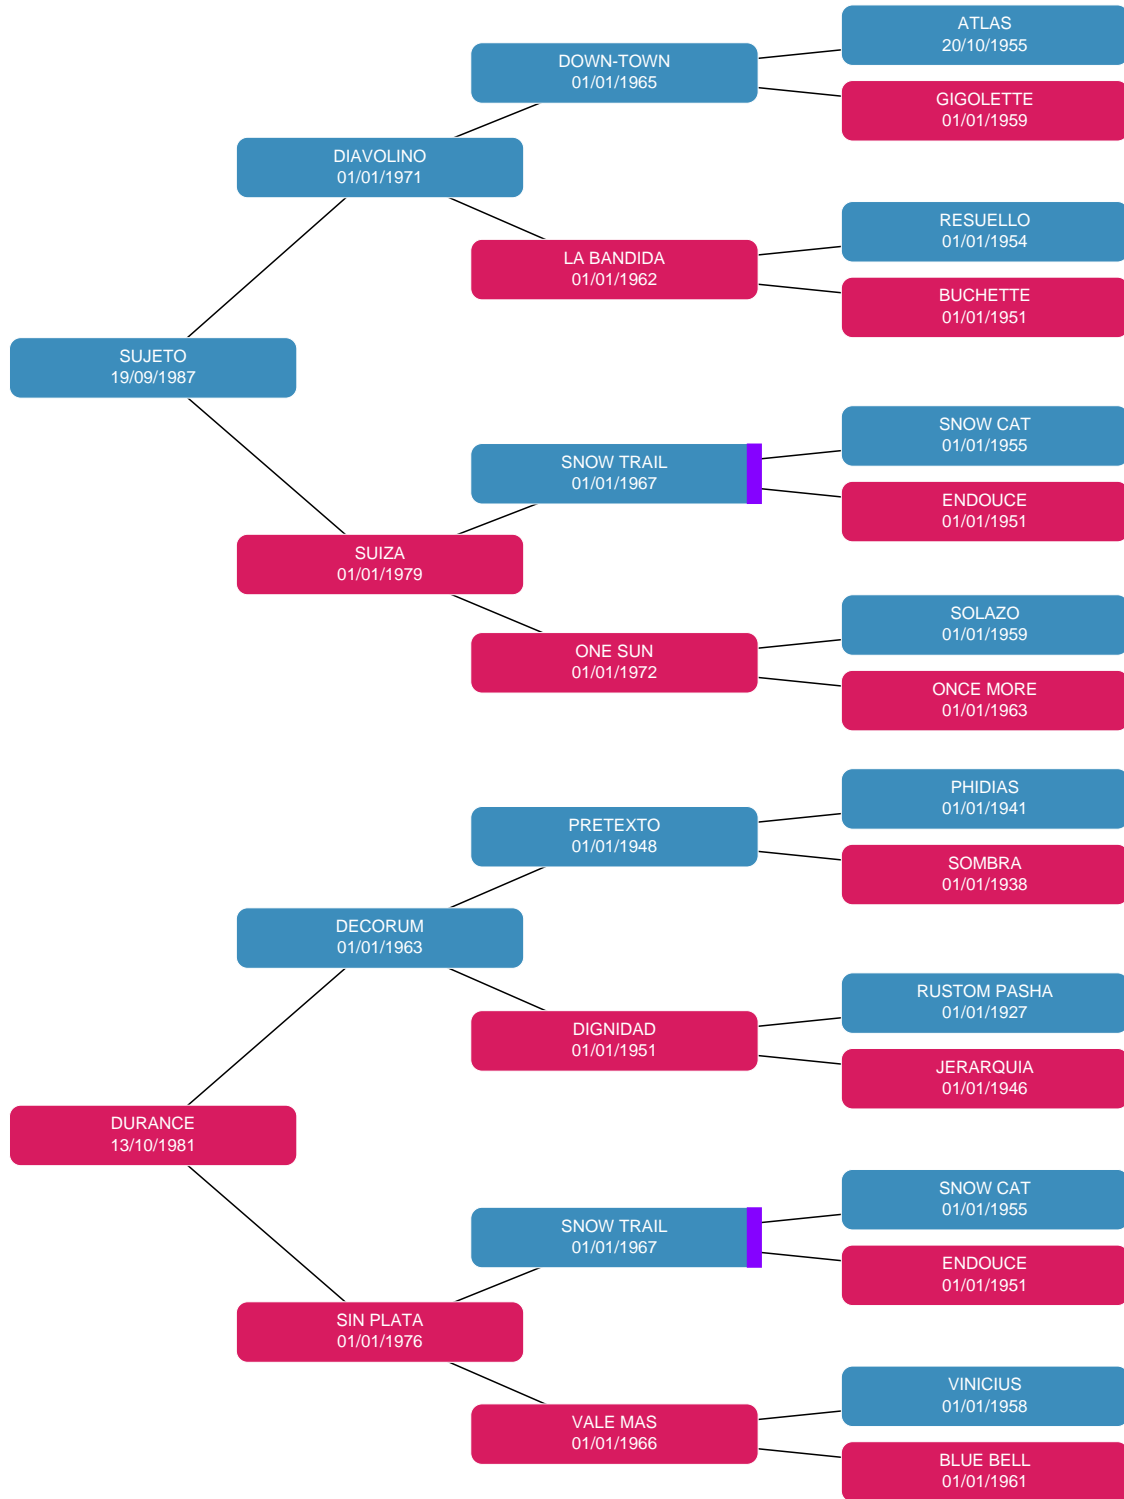 ATLAS
20/10/1955
DOWN-TOWN
01/01/1965
GIGOLETTE
01/01/1959
DIAVOLINO
01/01/1971
RESUELLO
01/01/1954
LA BANDIDA
01/01/1962
BUCHETTE
01/01/1951
SUJETO
19/09/1987
SNOW CAT
01/01/1955
SNOW TRAIL
01/01/1967
ENDOUCE
01/01/1951
SUIZA
01/01/1979
SOLAZO
01/01/1959
ONE SUN
01/01/1972
ONCE MORE
01/01/1963
PHIDIAS
01/01/1941
PRETEXTO
01/01/1948
SOMBRA
01/01/1938
DECORUM
01/01/1963
RUSTOM PASHA
01/01/1927
DIGNIDAD
01/01/1951
JERARQUIA
01/01/1946
DURANCE
13/10/1981
SNOW CAT
01/01/1955
SNOW TRAIL
01/01/1967
ENDOUCE
01/01/1951
SIN PLATA
01/01/1976
VINICIUS
01/01/1958
VALE MAS
01/01/1966
BLUE BELL
01/01/1961